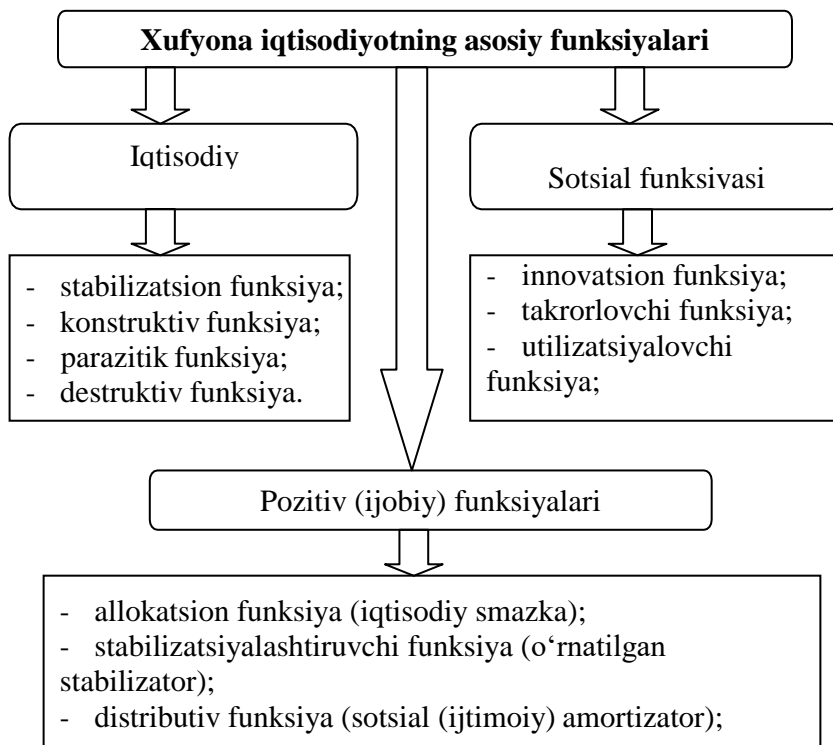 Xufyona iqtisodiyotning asosiy funksiyalari
Iqtisodiy
Sotsial funksiyasi
- stabilizatsion funksiya;
- konstruktiv funksiya;
- parazitik funksiya;
- destruktiv funksiya.
- innovatsion funksiya;
- takrorlovchi funksiya;
- utilizatsiyalovchi
funksiya;
Pozitiv (ijobiy) funksiyalari
- allokatsion funksiya (iqtisodiy smazka);
- stabilizatsiyalashtiruvchi funksiya (o‘rnatilgan
stabilizator);
- distributiv funksiya (sotsial (ijtimoiy) amortizator);